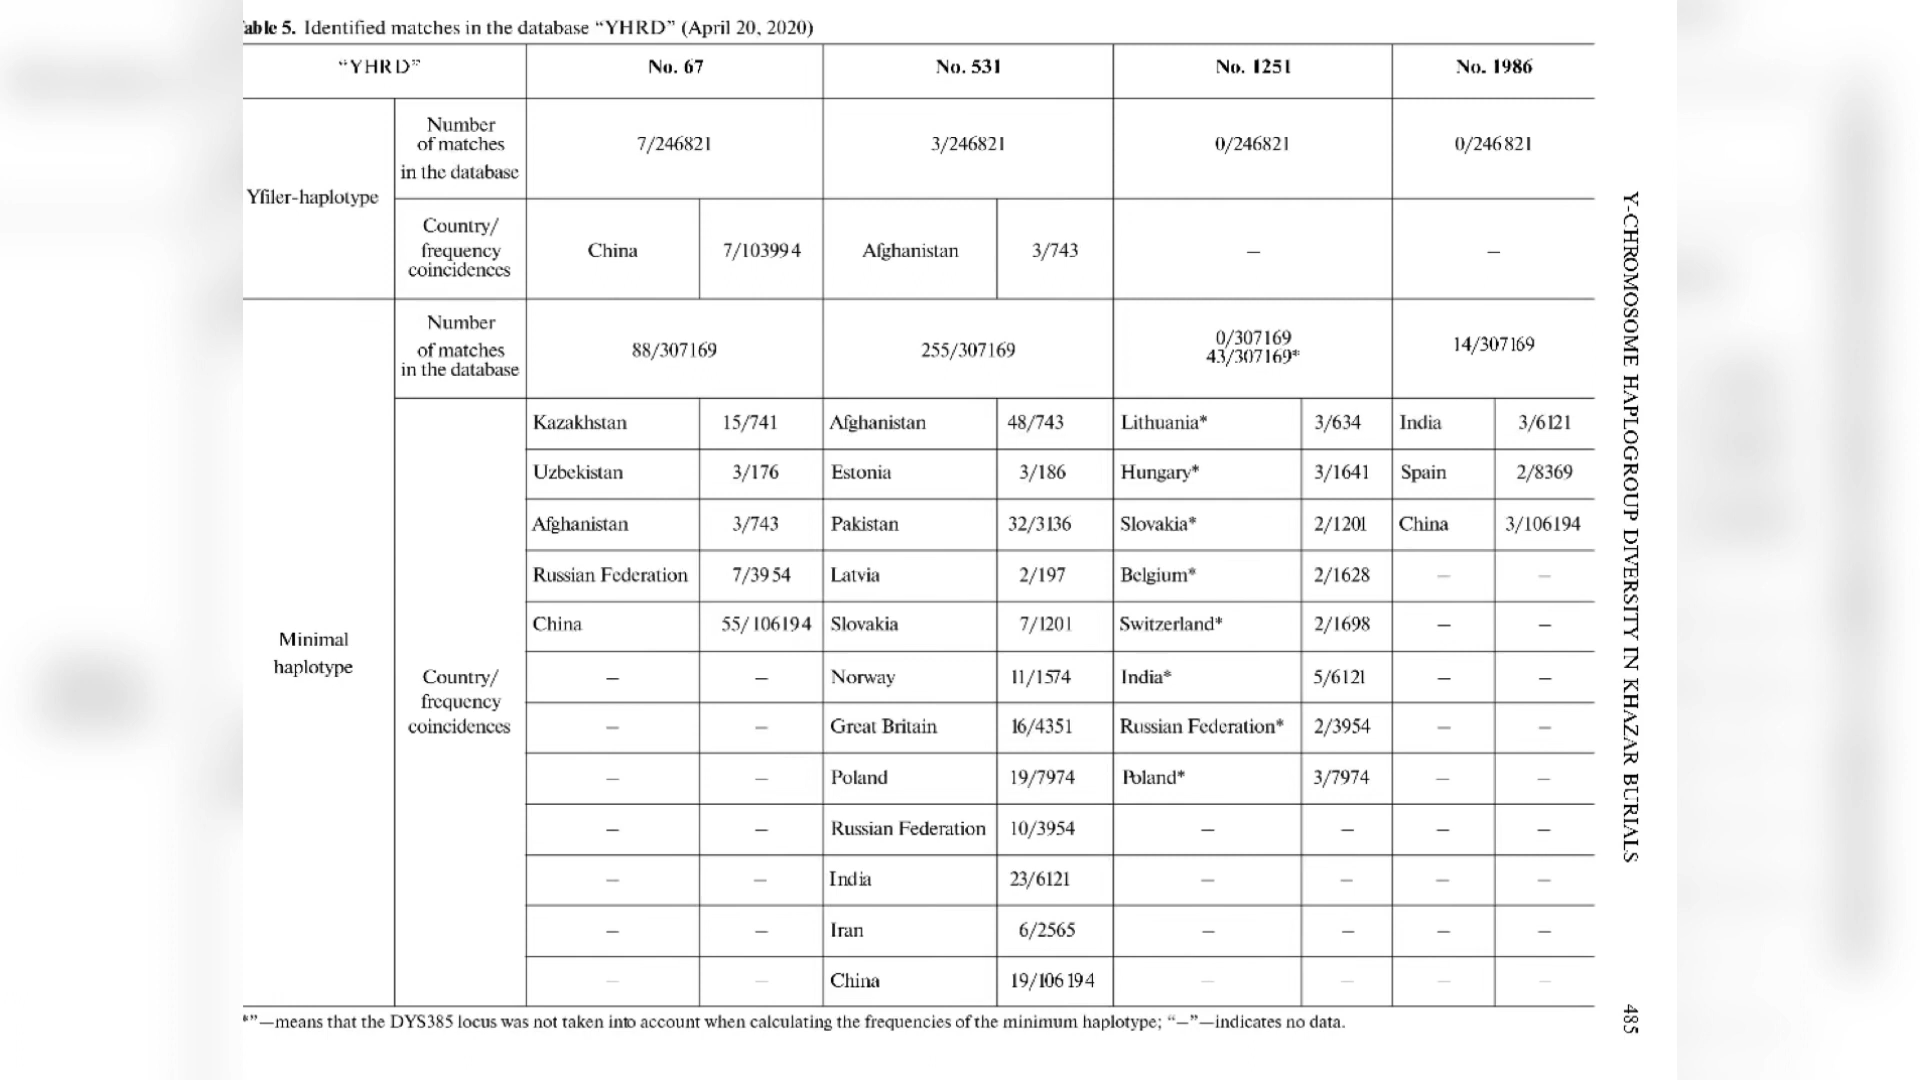 able 5. Identified matches in the database “YHRD” (April 20, 2020)
“YHRD” No. 67 No. 531 No. 1251 No. 1986
Yfiler-haplotype
Number
of matches
in the database
7/246821 3/246821 0/246821 0/246821
Country/
frequency
coincidences
China 7/103994 Afghanistan 3/743 – –
Minimal
haplotype
Number
of matches
in the database
88/307169 255/307169
0/307169
43/307169*
14/307169
Country/
frequency
coincidences
Kazakhstan 15/741 Afghanistan 48/743 Lithuania* 3/634 India 3/6121
Uzbekistan 3/176 Estonia 3/186 Hungary* 3/1641 Spain 2/8369
Afghanistan 3/743 Pakistan 32/3136 Slovakia* 2/1201 China 3/106194
Russian Federation 7/3954 Latvia 2/197 Belgium* 2/1628 – –
China 55/106194 Slovakia 7/1201 Switzerland* 2/1698 – –
– – Norway 11/1574 India* 5/6121 – –
– – Great Britain 16/4351 Russian Federation* 2/3954 – –
– – Poland 19/7974 Poland* 3/7974 – –
– – Russian Federation 10/3954 – – – –
– – India 23/6121 – – – –
– – Iran 6/2565 – – – –
– – China 19/106194 – – – –
*”—means that the DYS385 locus was not taken into account when calculating the frequencies of the minimum haplotype; “–”—indicates no data.
Y-CHROMOSOME HAPLOGROUP DIVERSITY IN KHAZAR BURIALS
485